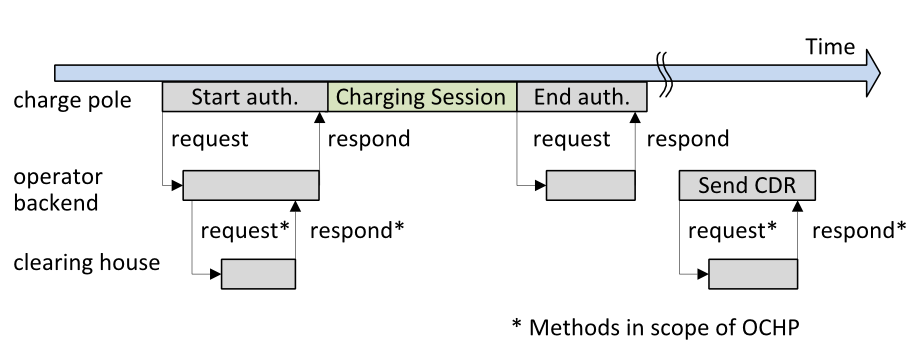 Time
charge pole
Start auth.
Charging Session
End auth.
request
respond
request
respond
operator
backend
Send CDR
request*
respond*
request*
respond*
clearing house
* Methods in scope of OCHP